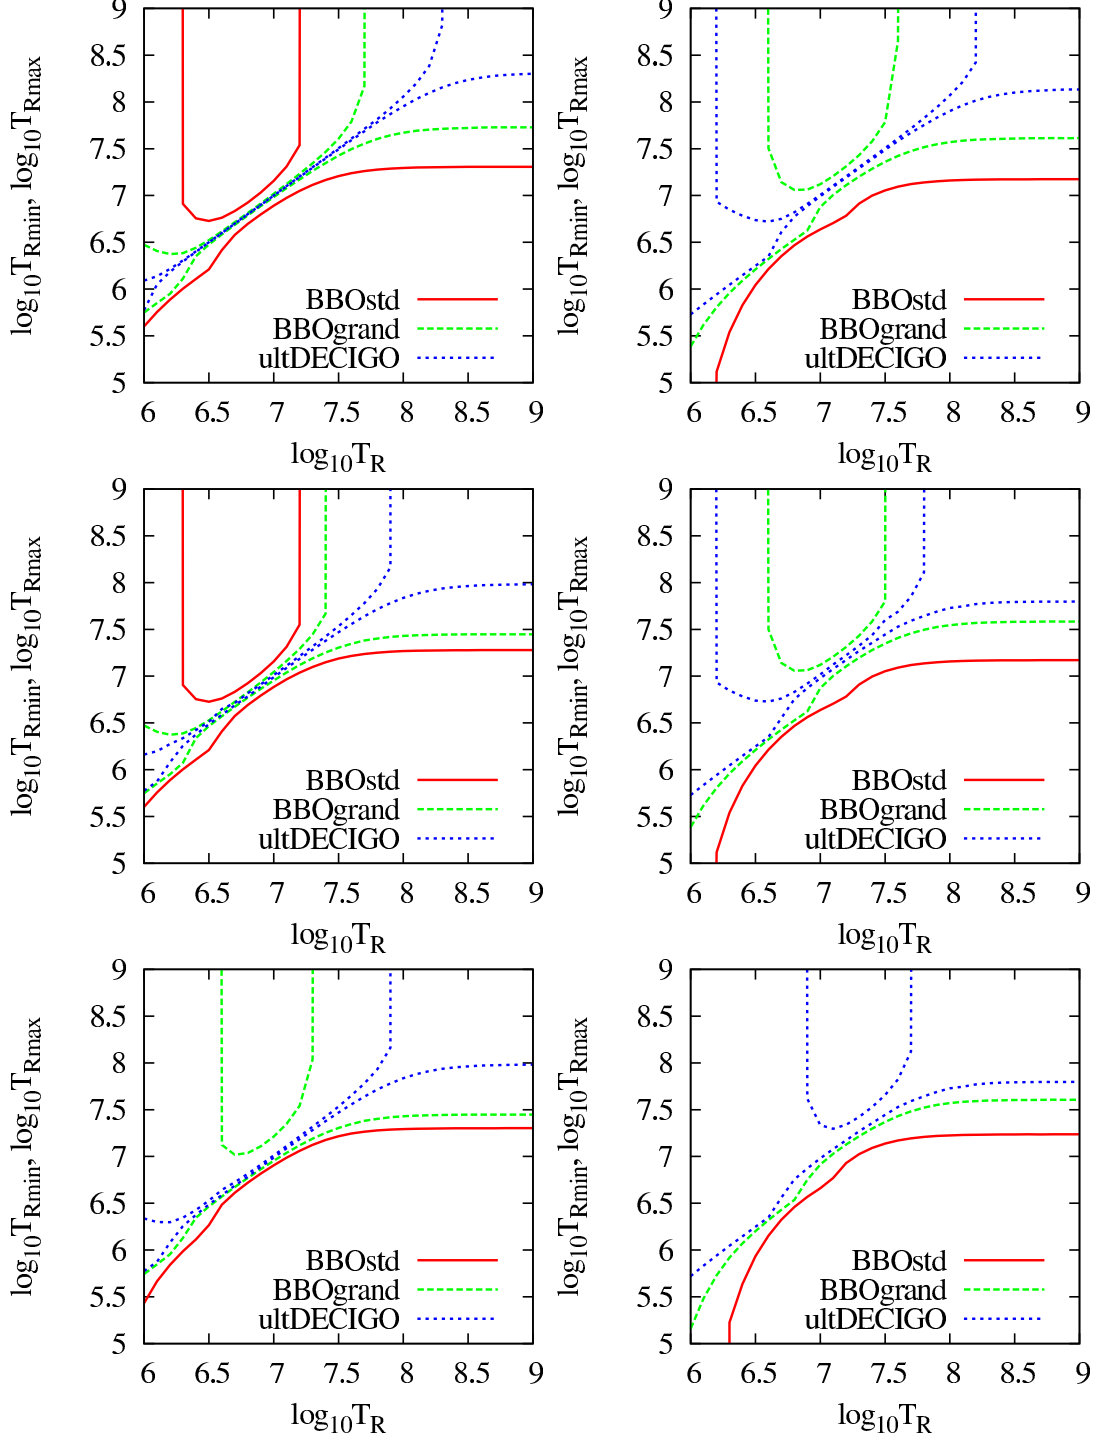 9 9
8.5 8.5
8 8
7.5 7.5
7 7
6.5 6.5
6 6
5.5 5.5
5 5
log10TRmin, log10TRmax log10TRmin, log10TRmax
BBOstd BBOstd
BBOgrand BBOgrand
ultDECIGO ultDECIGO
6 6.5 7 7.5 8 8.5 9 6 6.5 7 7.5 8 8.5 9
log10TR log10TR
9 9
8.5 8.5
8 8
7.5 7.5
7 7
6.5 6.5
6 6
5.5 5.5
5 5
log10TRmin, log10TRmax log10TRmin, log10TRmax
BBOstd BBOstd
BBOgrand BBOgrand
ultDECIGO ultDECIGO
6 6.5 7 7.5 8 8.5 9 6 6.5 7 7.5 8 8.5 9
log10TR log10TR
9 9
8.5 8.5
8 8
7.5 7.5
7 7
6.5 6.5
6 6
5.5 5.5
5 5
log10TRmin, log10TRmax log10TRmin, log10TRmax
BBOstd BBOstd
BBOgrand BBOgrand
ultDECIGO ultDECIGO
6 6.5 7 7.5 8 8.5 9 6 6.5 7 7.5 8 8.5 9
log10TR log10TR